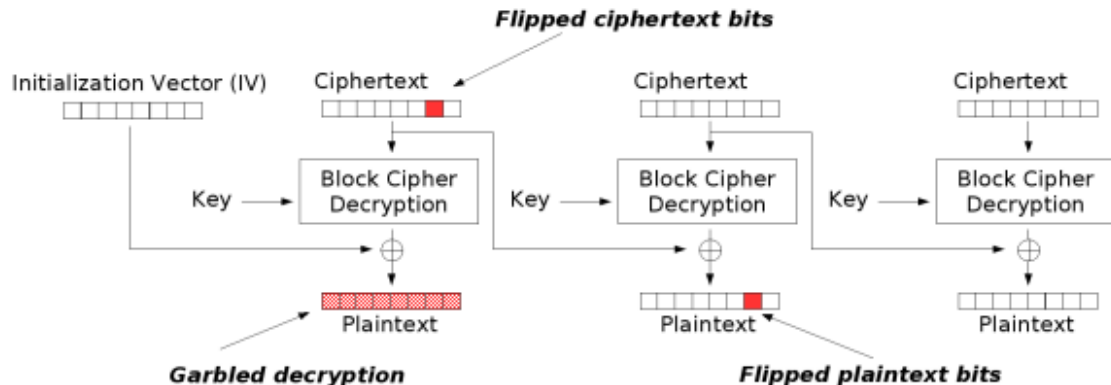 Flipped ciphertext bits
Initialization Vector (IV)
Ciphertext
Ciphertext
Ciphertext
Key
Block Cipher
Decryption
Key
Block Cipher
Decryption
Key
Block Cipher
Decryption
Plaintext
Plaintext
Plaintext
Garbled decryption
Flipped plaintext bits